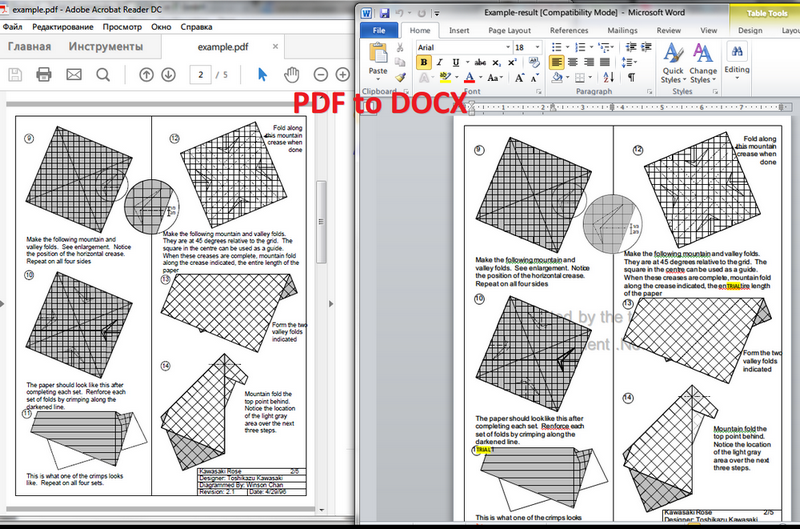 example.pdf - Adobe Acrobat Reader DC
Файл Редактирование Просмотр Окно Справка
Главная Инструменты example.pdf ×
2 / 5
9
12
Fold along
this mountain
crease when
done
Make the following mountain and
valley folds. See enlargement. Notice
the position of the horizontal crease.
Repeat on all four sides
Make the following mountain and valley folds.
They are at 45 degrees relative to the grid. The
square in the centre can be used as a guide.
When these creases are complete, mountain fold
along the crease indicated, the entire length of the
paper
10
13
Form the two
valley folds
indicated
The paper should look like this after
completing each set. Renforce each
set of folds by crimping along the
darkened line.
14
Mountain fold the
top point behind.
Notice the location
of the light gray
area over the next
three steps.
11
This is what one of the crimps looks
like. Repeat on all four sets.
Kawasaki Rose 2/5
Designer: Toshikazu Kawasaki
Diagrammed By: Winson Chan
Revision: 2.1 Date: 4/29/96
PDF to DOCX
Example-result [Compatibility Mode] - Microsoft Word
Table Tools
File Home Insert Page Layout References Mailings Review View Design Layout
Paste
Arial 18
B I U abc x₂ x²
Aa A A
Quick
Styles
Change
Styles
Editing
Clipboard Font Paragraph Styles
9
12
Fold along
this mountain
crease when
done
Make the following mountain and
valley folds. See enlargement. Notice
the position of the horizontal crease.
Repeat on all four sides
Make the following mountain and valley folds.
They are at 45 degrees relative to the grid. The
square in the centre can be used as a guide.
When these creases are complete, mountain fold
along the crease indicated, the enTRIALtire length
of the paper
10
13
ed by the
ent .No
Form the two
valley folds
indicated
The paper should look like this after
completing each set. Renforce each
set of folds by crimping along the
darkened line.
14
Mountain fold the
top point behind.
Notice the location
of the light gray
area over the next
three steps.
1TRIAL1
This is what one of the crimps looks
Kawasaki Rose 2/5
Designer: Toshikazu Kawasaki